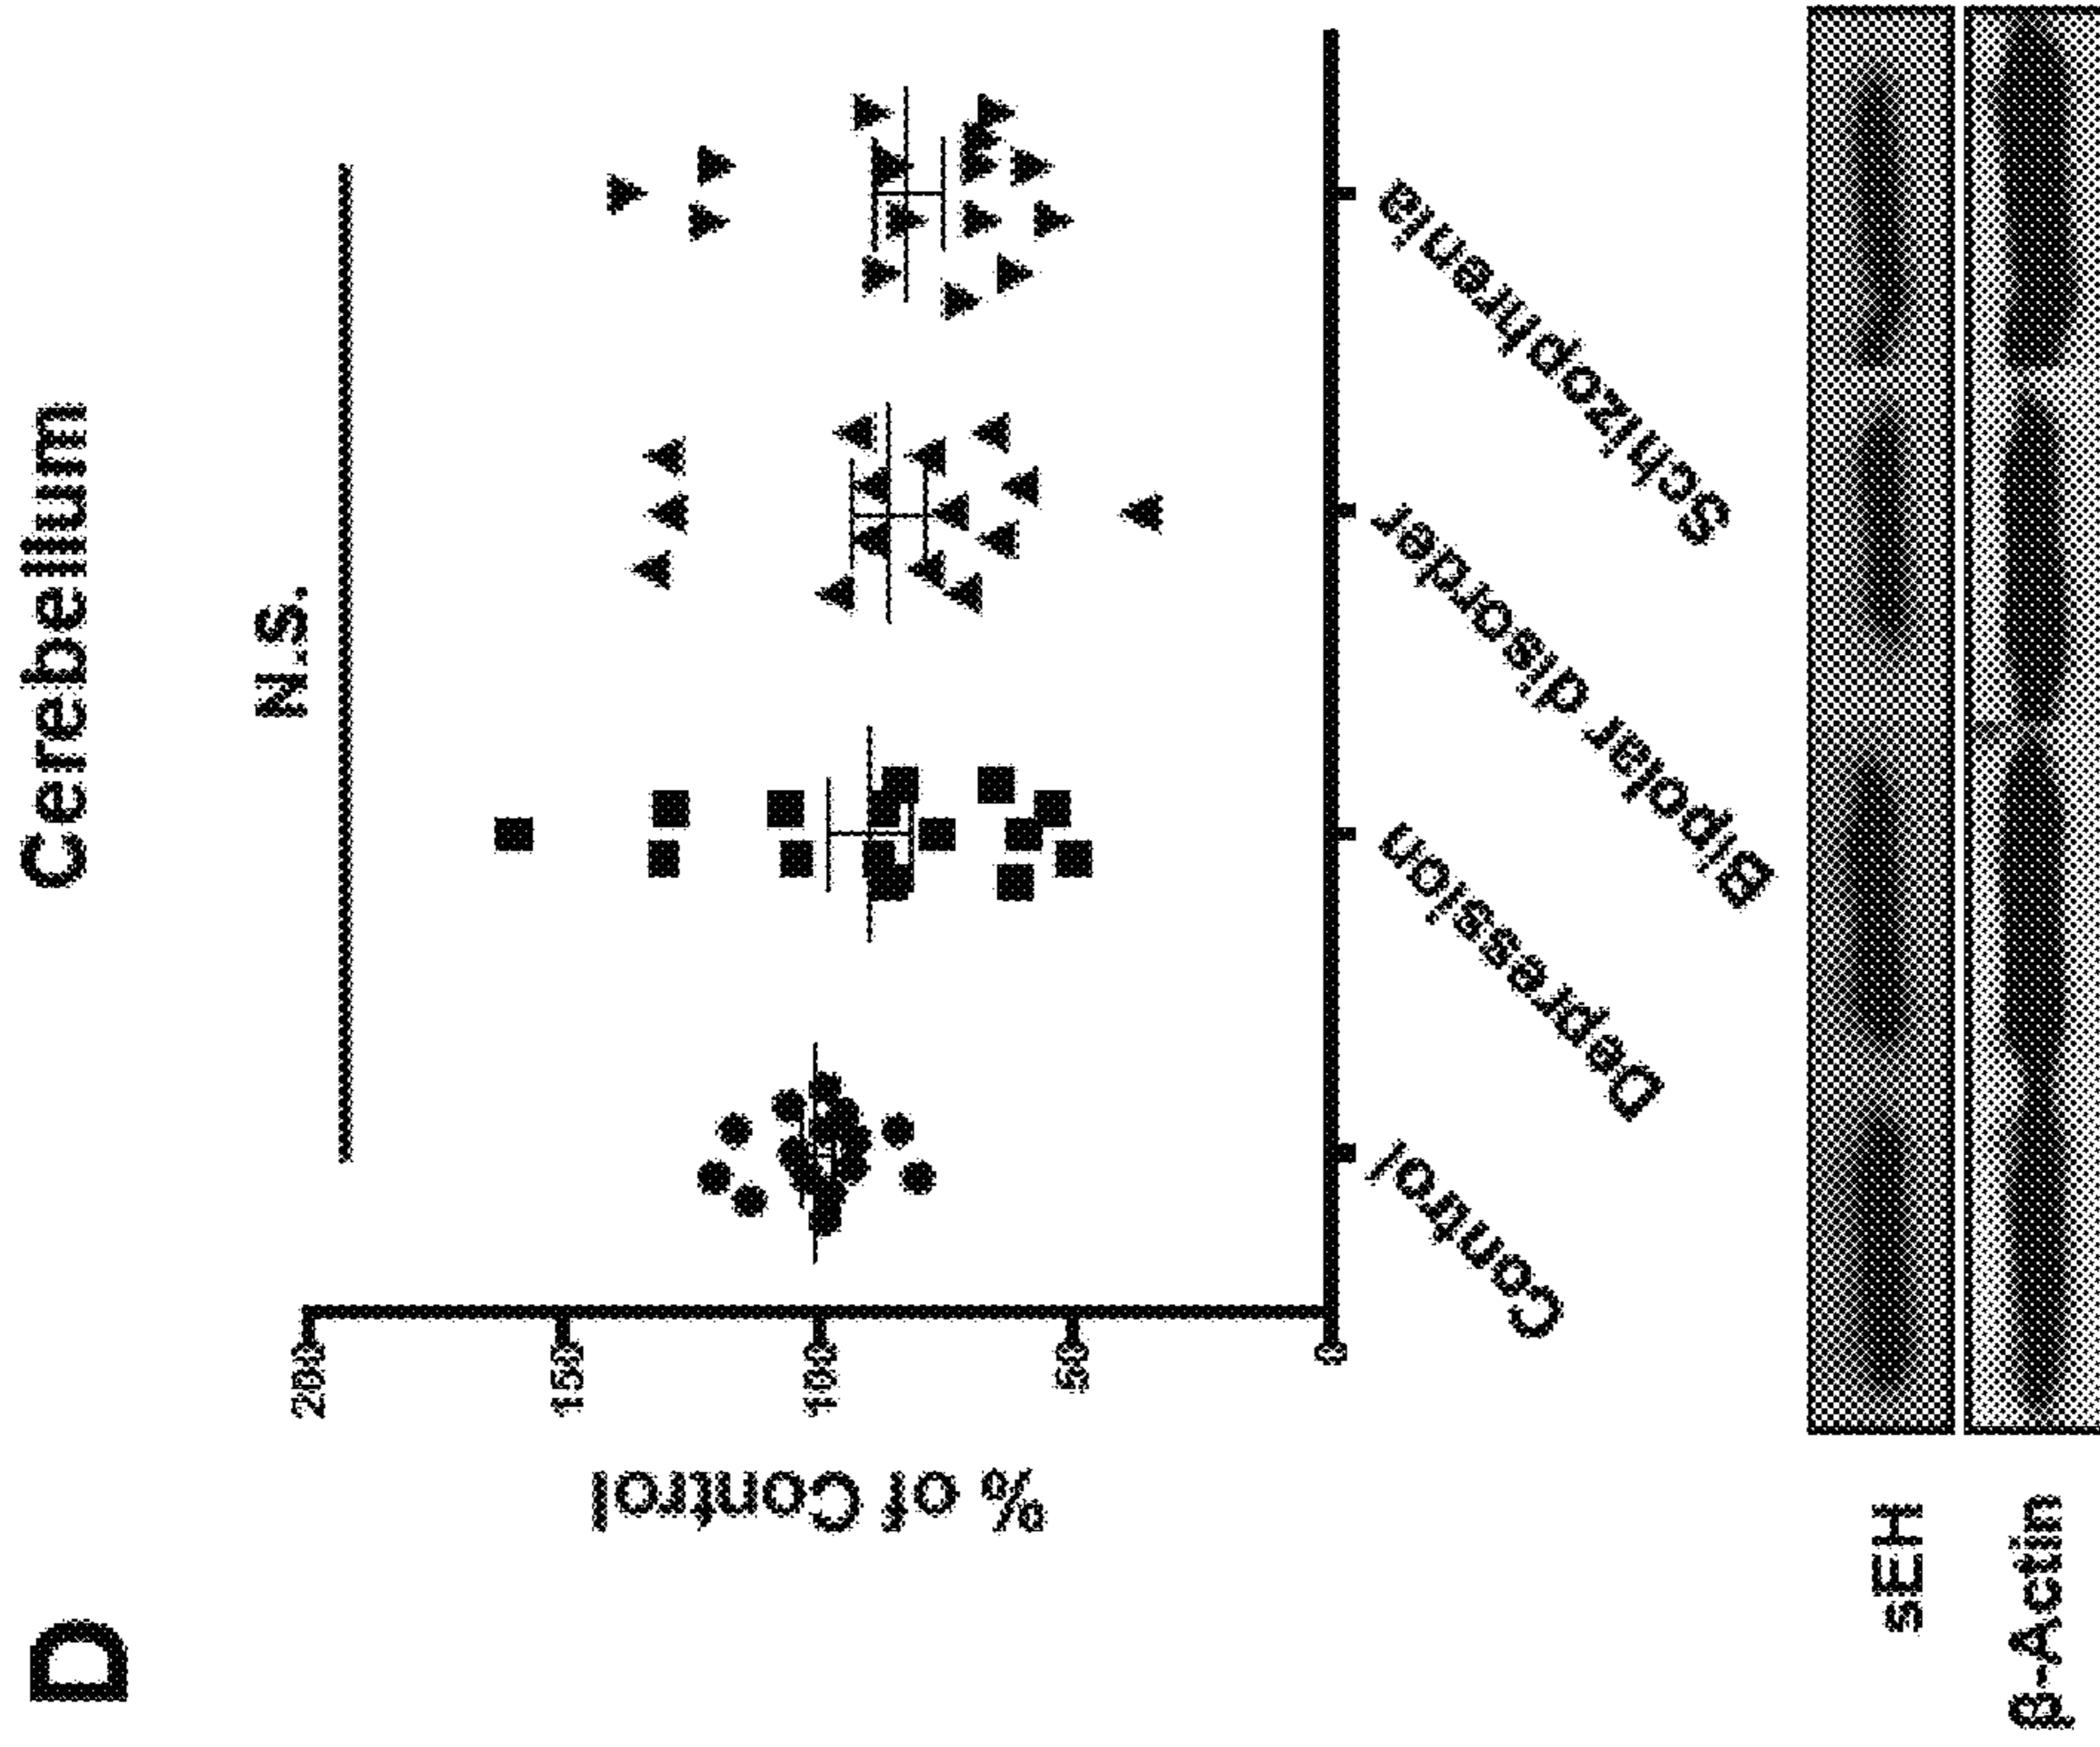 D
Cerebellum
N.S.
% of Control
200
150
100
50
0
Control
Depression
Bipolar disorder
Schizophrenia
sEH
β-Actin